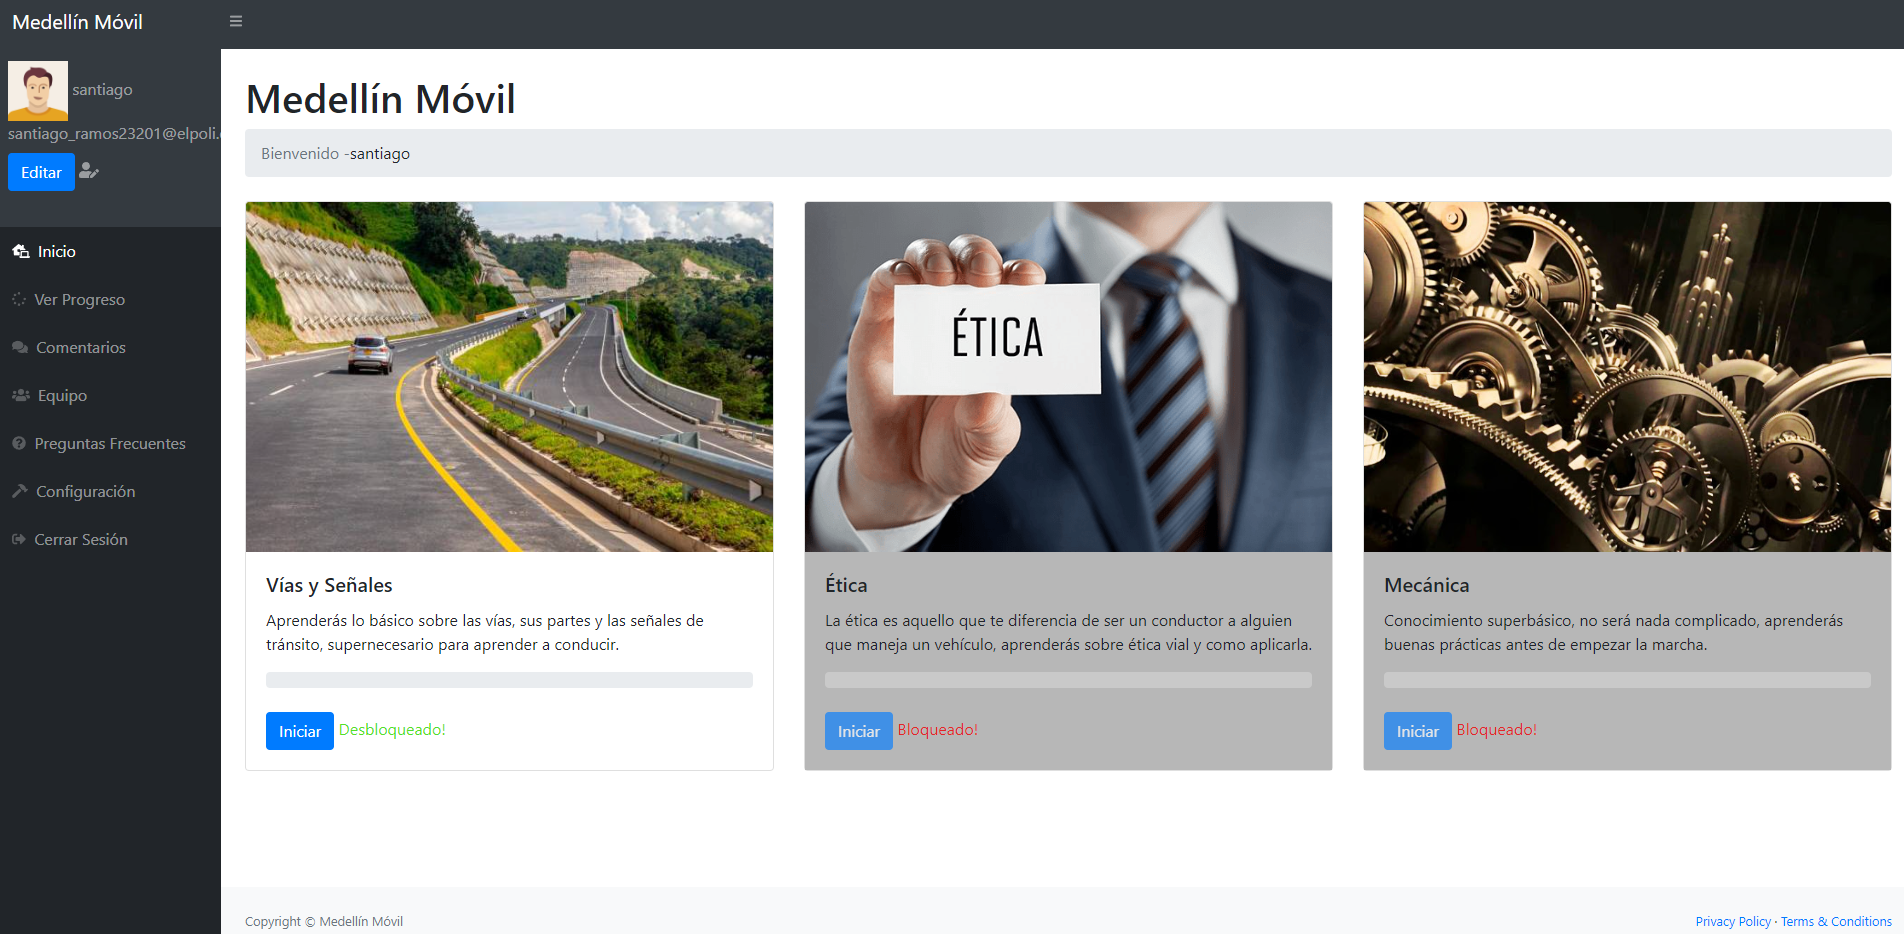 Medellín Móvil
santiago
santiago_ramos23201@elpoli.
Editar
Inicio
Ver Progreso
Comentarios
Equipo
Preguntas Frecuentes
Configuración
Cerrar Sesión
Medellín Móvil
Bienvenido -santiago
ÉTICA
Vías y Señales
Aprenderás lo básico sobre las vías, sus partes y las señales de
tránsito, supernecesario para aprender a conducir.
Iniciar Desbloqueado!
Ética
La ética es aquello que te diferencia de ser un conductor a alguien
que maneja un vehículo, aprenderás sobre ética vial y como aplicarla.
Iniciar Bloqueado!
Mecánica
Conocimiento superbásico, no será nada complicado, aprenderás
buenas prácticas antes de empezar la marcha.
Iniciar Bloqueado!
Copyright © Medellín Móvil
Privacy Policy · Terms & Conditions